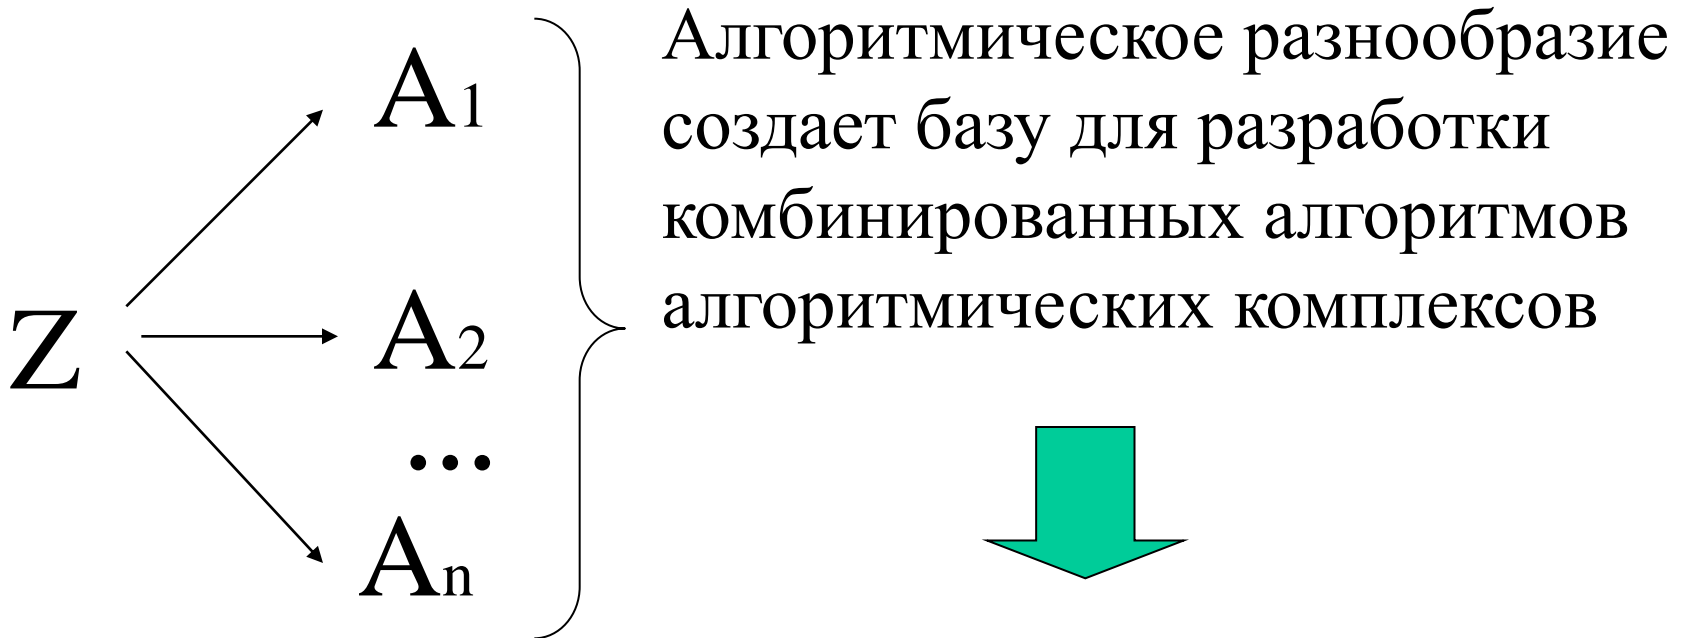 Алгоритмическое разнообразие
создает базу для разработки
комбинированных алгоритмов
алгоритмических комплексов
Z
A1
A2
...
An